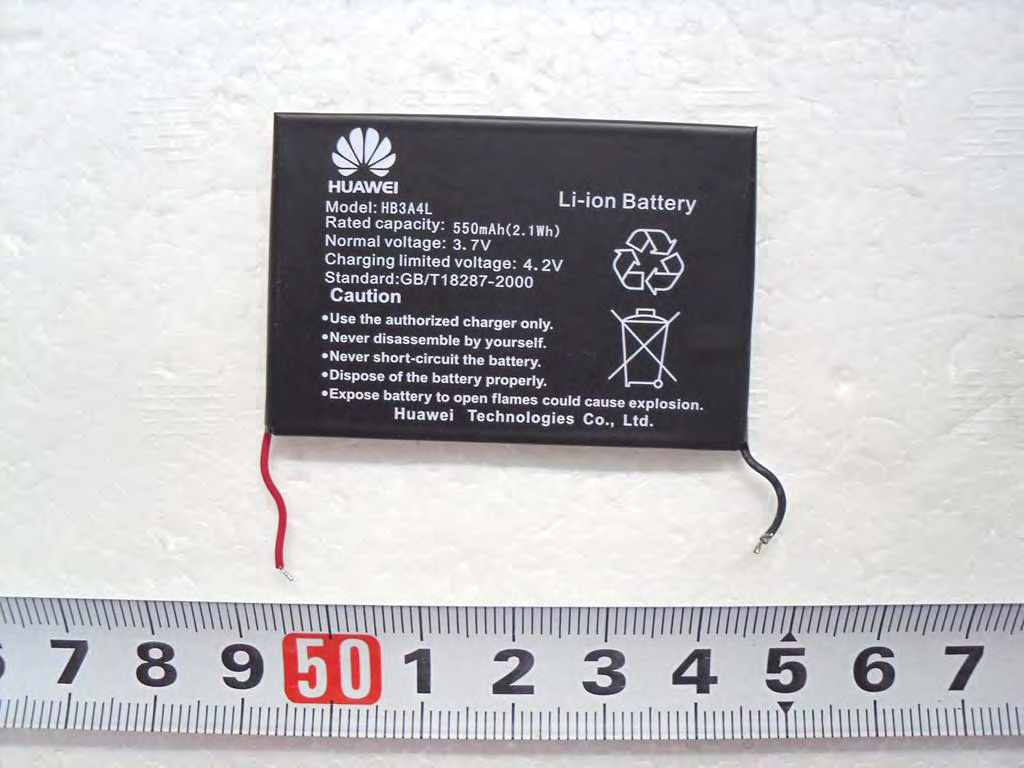 HUAWEI
Model: HB3A4L
Li-ion Battery
Rated capacity: 550mAh(2.1Wh)
Normal voltage: 3.7V
Charging limited voltage: 4.2V
Standard:GB/T18287-2000
Caution
•Use the authorized charger only.
•Never disassemble by yourself.
•Never short-circuit the battery.
•Dispose of the battery properly.
•Expose battery to open flames could cause explosion.
Huawei Technologies Co., Ltd.
7 8 9 50 1 2 3 4 5 6 7